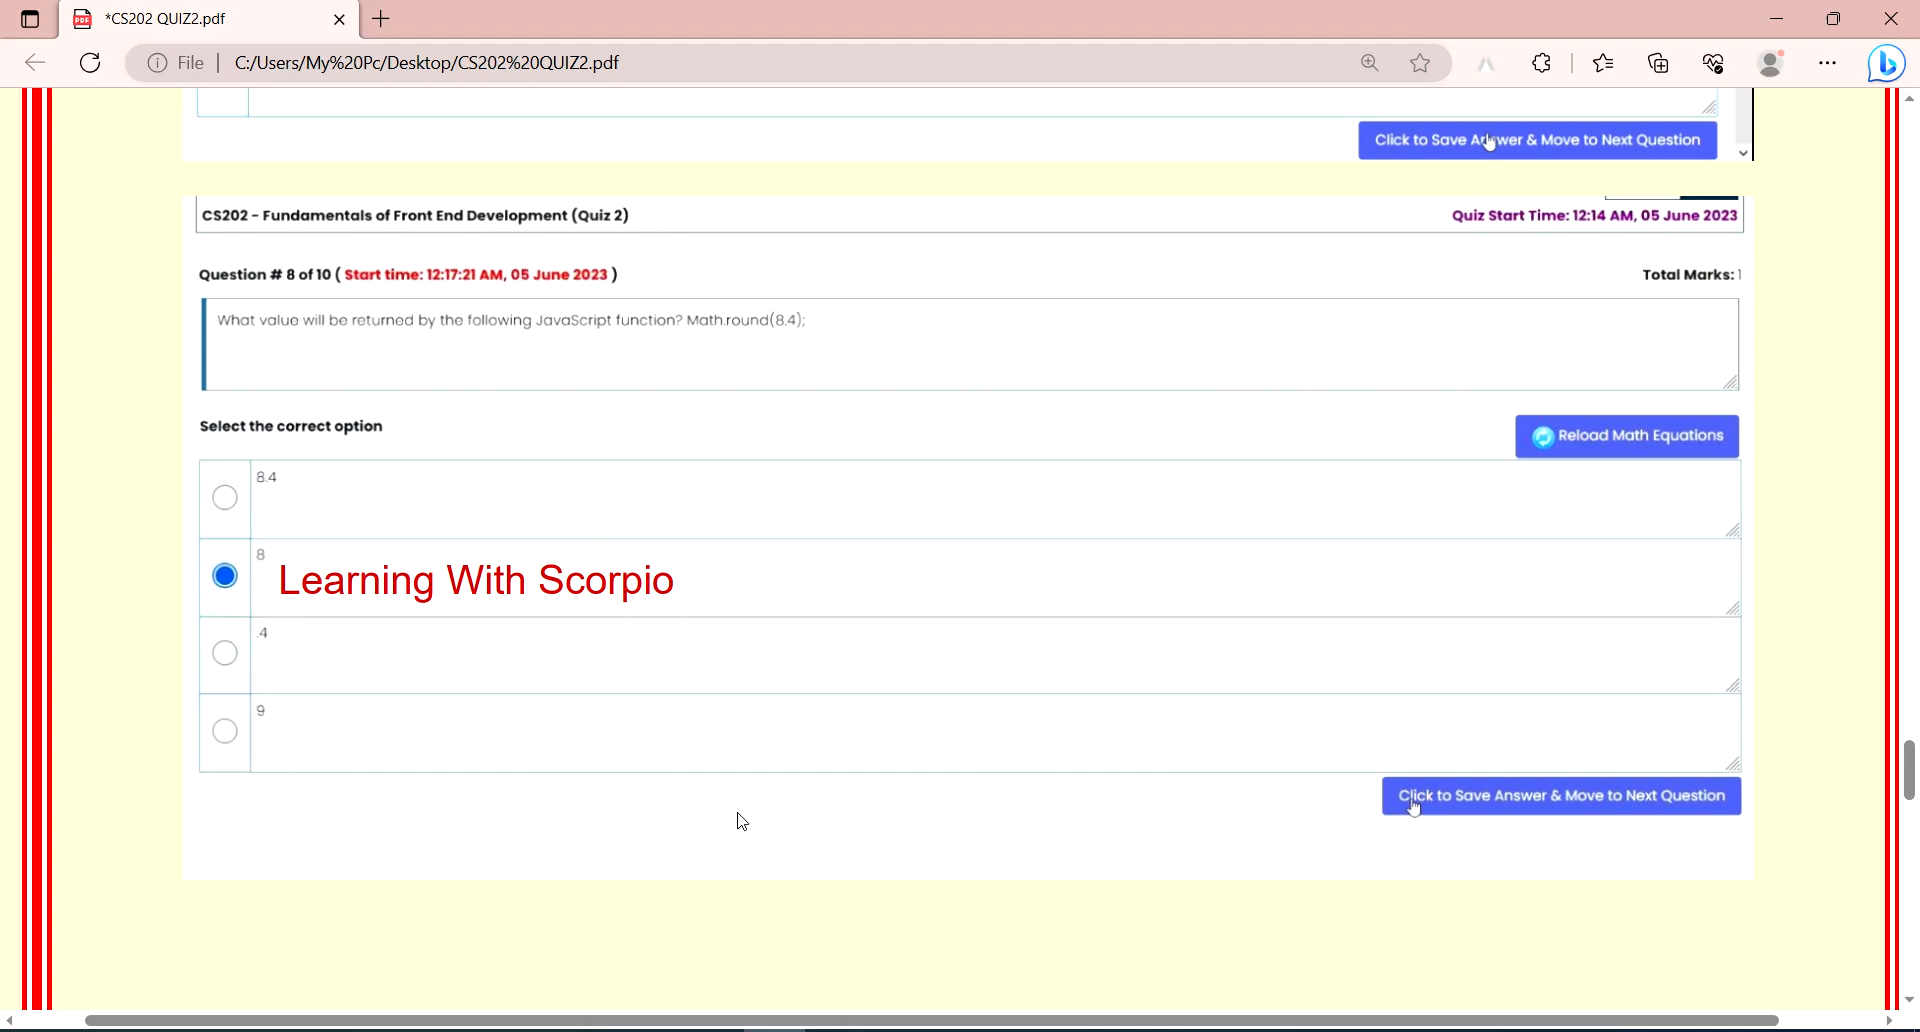 *CS202 QUIZ2.pdf
File
C:/Users/My%20Pc/Desktop/CS202%20QUIZ2.pdf
Click to Save Answer & Move to Next Question
CS202 - Fundamentals of Front End Development (Quiz 2)
Quiz Start Time: 12:14 AM, 05 June 2023
Question # 8 of 10 ( Start time: 12:17:21 AM, 05 June 2023 )
Total Marks: 1
What value will be returned by the following JavaScript function? Math.round(8.4);
Select the correct option
Reload Math Equations
8.4
8
Learning With Scorpio
.4
9
Click to Save Answer & Move to Next Question